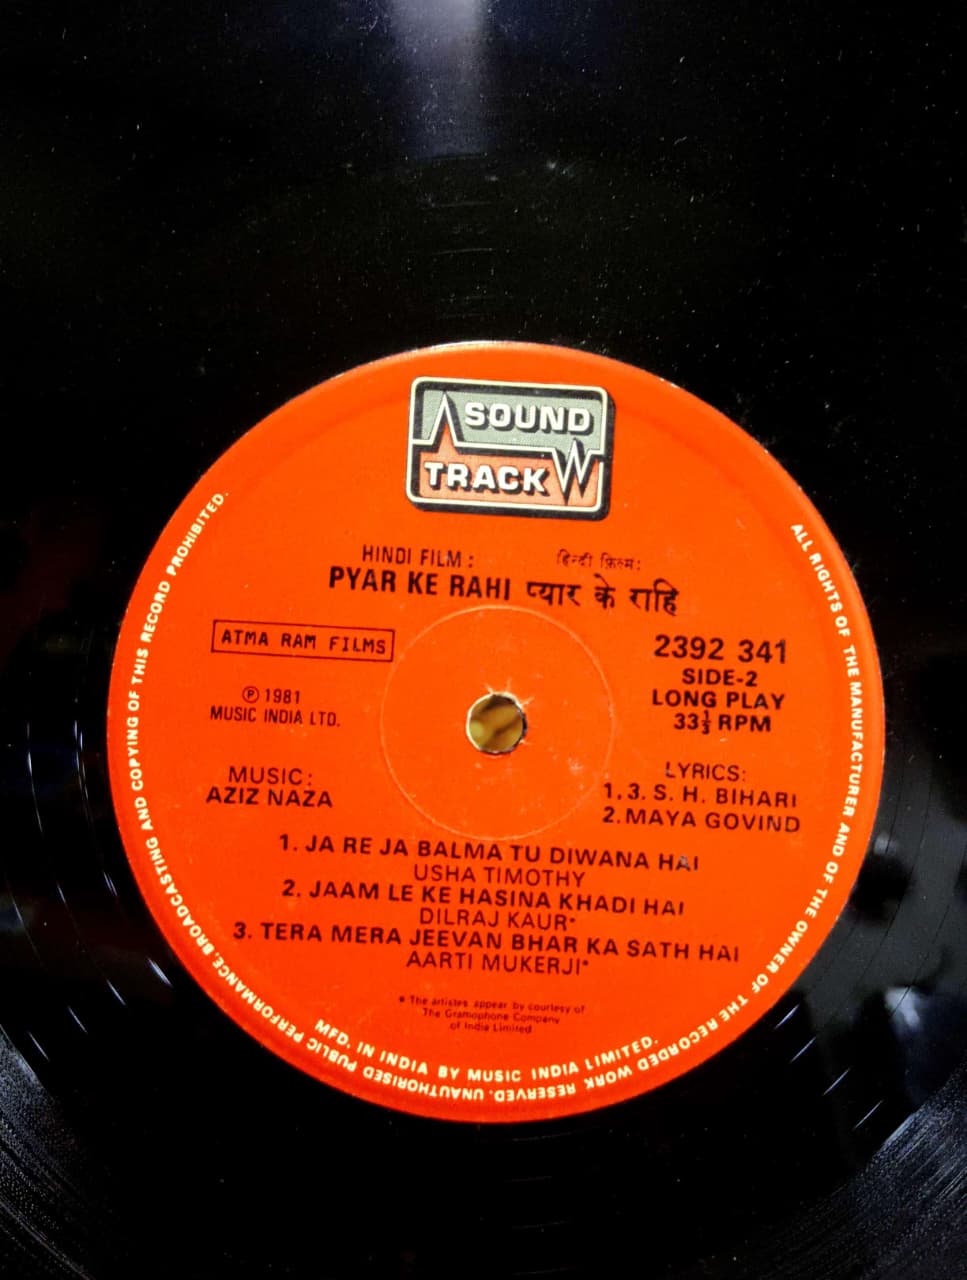 SOUND
TRACK
HINDI FILM : हिन्दी फ़िल्म:
PYAR KE RAHI प्यार के राहि
ATMA RAM FILMS
2392 341
SIDE-2
LONG PLAY
33⅓ RPM
℗ 1981
MUSIC INDIA LTD.
MUSIC:
AZIZ NAZA
LYRICS:
1, 3. S. H. BIHARI
2. MAYA GOVIND
1. JA RE JA BALMA TU DIWANA HAI
USHA TIMOTHY
2. JAAM LE KE HASINA KHADI HAI
DILRAJ KAUR*
3. TERA MERA JEEVAN BHAR KA SATH HAI
AARTI MUKERJI*
* The artistes appear by courtesy of
The Gramophone Company
of India Limited
MFD. IN INDIA BY MUSIC INDIA LIMITED.
ALL RIGHTS OF THE MANUFACTURER AND OF THE OWNER OF THE RECORDED WORK RESERVED. UNAUTHORISED PUBLIC PERFORMANCE, BROADCASTING AND COPYING OF THIS RECORD PROHIBITED.